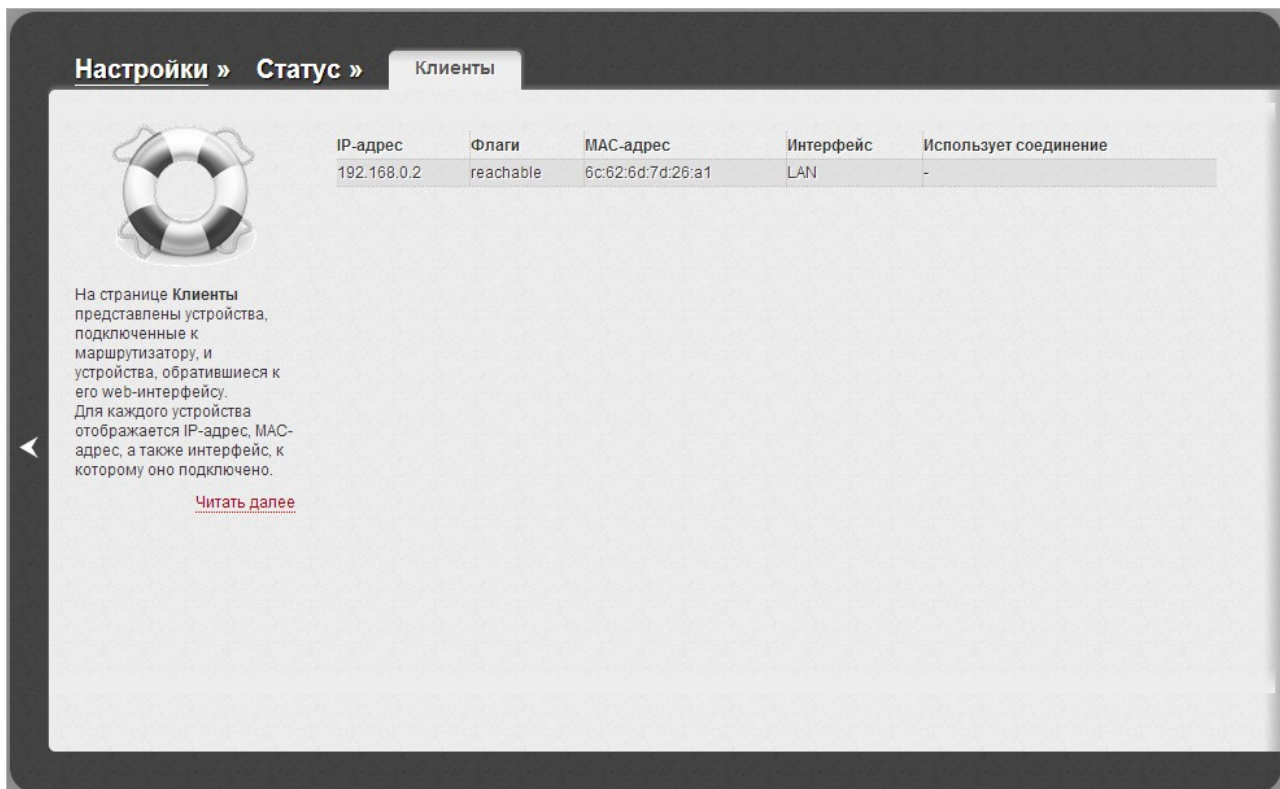 Настройки » Статус » Клиенты
IP-адрес Флаги MAC-адрес Интерфейс Использует соединение
192.168.0.2 reachable 6c:62:6d:7d:26:a1 LAN -
На странице Клиенты
представлены устройства,
подключенные к
маршрутизатору, и
устройства, обратившиеся к
его web-интерфейсу.
Для каждого устройства
отображается IP-адрес, MAC-
адрес, а также интерфейс, к
которому оно подключено.
Читать далее